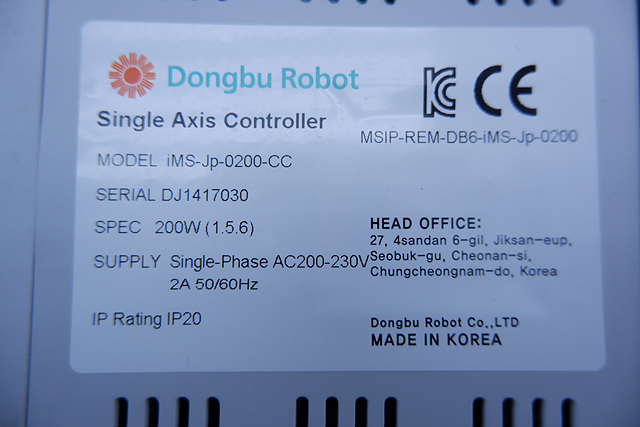 Dongbu Robot
CE
Single Axis Controller
MSIP-REM-DB6-iMS-Jp-0200
MODEL iMS-Jp-0200-CC
SERIAL DJ1417030
SPEC 200W (1.5.6)
SUPPLY Single-Phase AC200-230V
2A 50/60Hz
IP Rating IP20
HEAD OFFICE:
27, 4sandan 6-gil, Jiksan-eup,
Seobuk-gu, Cheonan-si,
Chungcheongnam-do, Korea
Dongbu Robot Co.,LTD
MADE IN KOREA